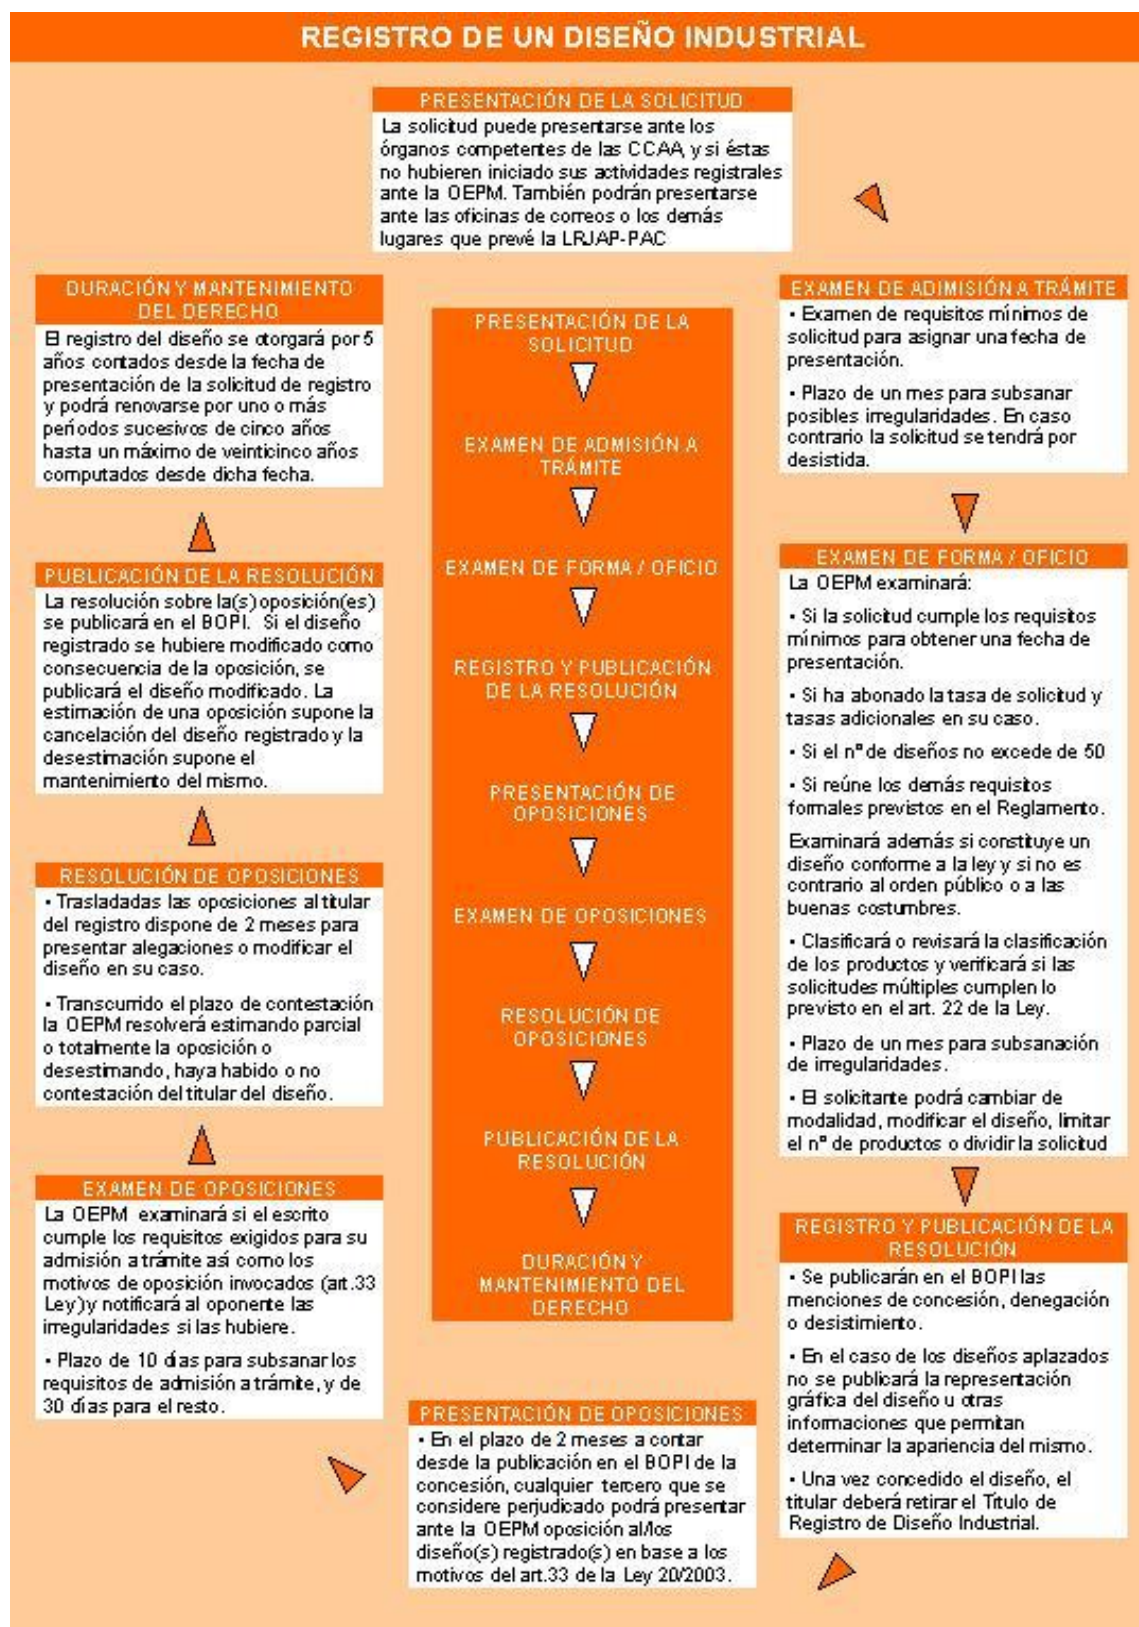 REGISTRO DE UN DISEÑO INDUSTRIAL
PRESENTACIÓN DE LA SOLICITUD
La solicitud puede presentarse ante los
órganos competentes de las CCAA, y si éstas
no hubieren iniciado sus actividades registrales
ante la OEPM. También podrán presentarse
ante las oficinas de correos o los demás
lugares que prevé la LRJAP-PAC
EXAMEN DE ADIMISIÓN A TRÁMITE
• Examen de requisitos mínimos de
solicitud para asignar una fecha de
presentación.
• Plazo de un mes para subsanar
posibles irregularidades. En caso
contrario la solicitud se tendrá por
desistida.
EXAMEN DE FORMA / OFICIO
La OEPM examinará:
• Si la solicitud cumple los requisitos
mínimos para obtener una fecha de
presentación.
• Si ha abonado la tasa de solicitud y
tasas adicionales en su caso.
• Si el nº de diseños no excede de 50
• Si reúne los demás requisitos
formales previstos en el Reglamento.
Examinará además si constituye un
diseño conforme a la ley y si no es
contrario al orden público o a las
buenas costumbres.
• Clasificará o revisará la clasificación
de los productos y verificará si las
solicitudes múltiples cumplen lo
previsto en el art. 22 de la Ley.
• Plazo de un mes para subsanación
de irregularidades.
• El solicitante podrá cambiar de
modalidad, modificar el diseño, limitar
el nº de productos o dividir la solicitud
REGISTRO Y PUBLICACIÓN DE LA
RESOLUCIÓN
• Se publicarán en el BOPI las
menciones de concesión, denegación
o desistimiento.
• En el caso de los diseños aplazados
no se publicará la representación
gráfica del diseño u otras
informaciones que permitan
determinar la apariencia del mismo.
• Una vez concedido el diseño, el
titular deberá retirar el Título de
Registro de Diseño Industrial.
PRESENTACIÓN DE OPOSICIONES
• En el plazo de 2 meses a contar
desde la publicación en el BOPI de la
concesión, cualquier tercero que se
considere perjudicado podrá presentar
ante la OEPM oposición al/los
diseño(s) registrado(s) en base a los
motivos del art.33 de la Ley 20/2003.
EXAMEN DE OPOSICIONES
La OEPM examinará si el escrito
cumple los requisitos exigidos para su
admisión a trámite así como los
motivos de oposición invocados (art.33
Ley) y notificará al oponente las
irregularidades si las hubiere.
• Plazo de 10 días para subsanar los
requisitos de admisión a trámite, y de
30 días para el resto.
RESOLUCIÓN DE OPOSICIONES
• Trasladadas las oposiciones al titular
del registro dispone de 2 meses para
presentar alegaciones o modificar el
diseño en su caso.
• Transcurrido el plazo de contestación
la OEPM resolverá estimando parcial
o totalmente la oposición o
desestimando, haya habido o no
contestación del titular del diseño.
PUBLICACIÓN DE LA RESOLUCIÓN
La resolución sobre la(s) oposición(es)
se publicará en el BOPI. Si el diseño
registrado se hubiere modificado como
consecuencia de la oposición, se
publicará el diseño modificado. La
estimación de una oposición supone la
cancelación del diseño registrado y la
desestimación supone el
mantenimiento del mismo.
DURACIÓN Y MANTENIMIENTO
DEL DERECHO
El registro del diseño se otorgará por 5
años contados desde la fecha de
presentación de la solicitud de registro
y podrá renovarse por uno o más
períodos sucesivos de cinco años
hasta un máximo de veinticinco años
computados desde dicha fecha.
PRESENTACIÓN DE LA
SOLICITUD
EXAMEN DE ADMISIÓN A
TRÁMITE
EXAMEN DE FORMA / OFICIO
REGISTRO Y PUBLICACIÓN
DE LA RESOLUCIÓN
PRESENTACIÓN DE
OPOSICIONES
EXAMEN DE OPOSICIONES
RESOLUCIÓN DE
OPOSICIONES
PUBLICACIÓN DE LA
RESOLUCIÓN
DURACIÓN Y
MANTENIMIENTO DEL
DERECHO